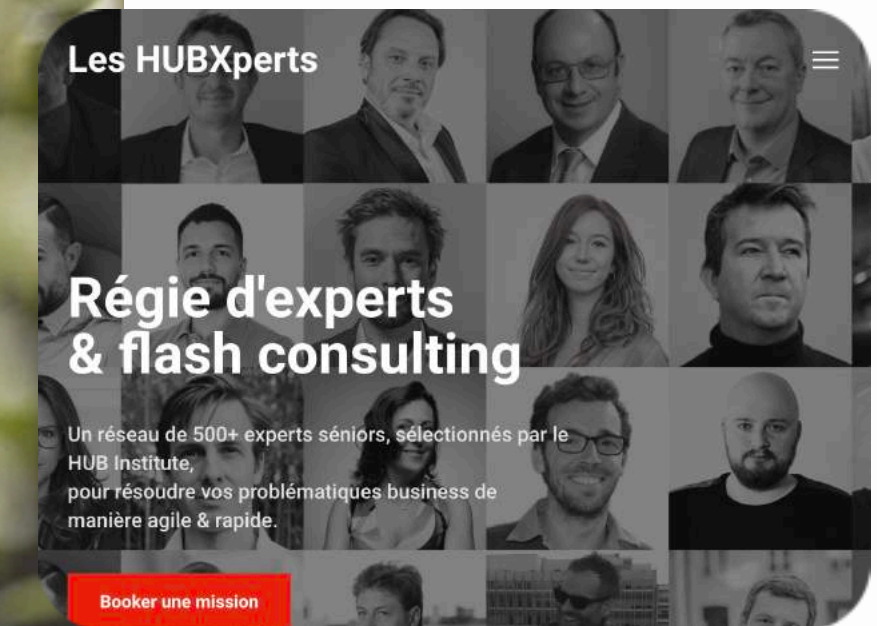 Les HUBXperts
Régie d'experts
& flash consulting
Un réseau de 500+ experts séniors, sélectionnés par le
HUB Institute,
pour résoudre vos problématiques business de
manière agile & rapide.
Booker une mission